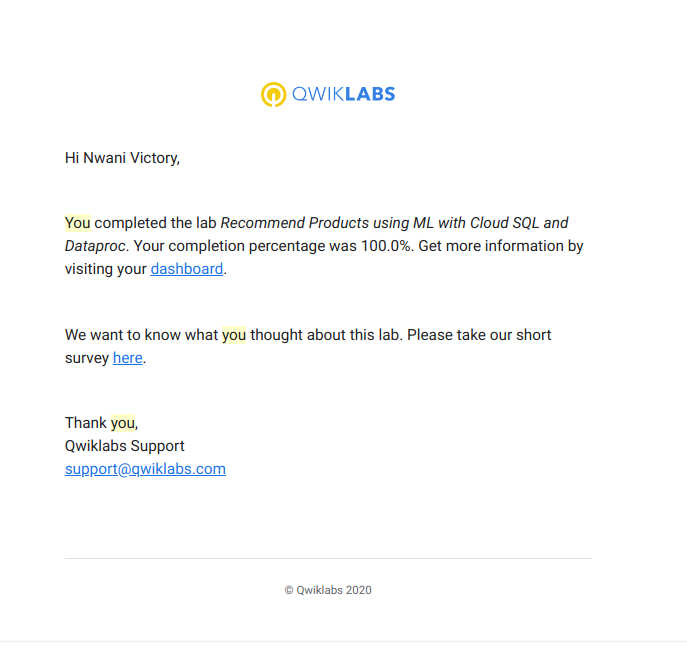 QWIKLABS
Hi Nwani Victory,
You completed the lab Recommend Products using ML with Cloud SQL and
Dataproc. Your completion percentage was 100.0%. Get more information by
visiting your dashboard.
We want to know what you thought about this lab. Please take our short
survey here.
Thank you,
Qwiklabs Support
support@qwiklabs.com
© Qwiklabs 2020